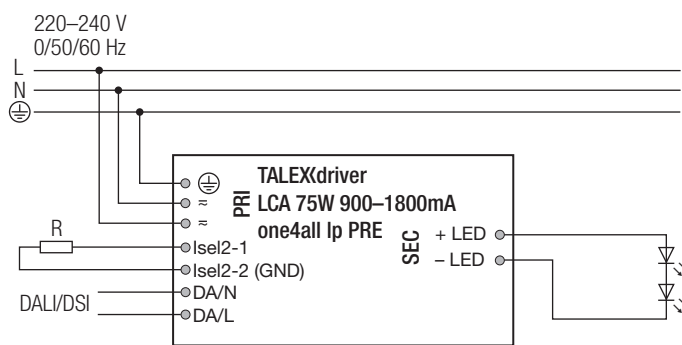 220–240 V
0/50/60 Hz
L
N
TALEXXdriver
LCA 75W 900–1800mA
one4all lp PRE
PRI
SEC
≂
≂
R
Isel2-1
Isel2-2 (GND)
DALI/DSI
DA/N
DA/L
+ LED
– LED